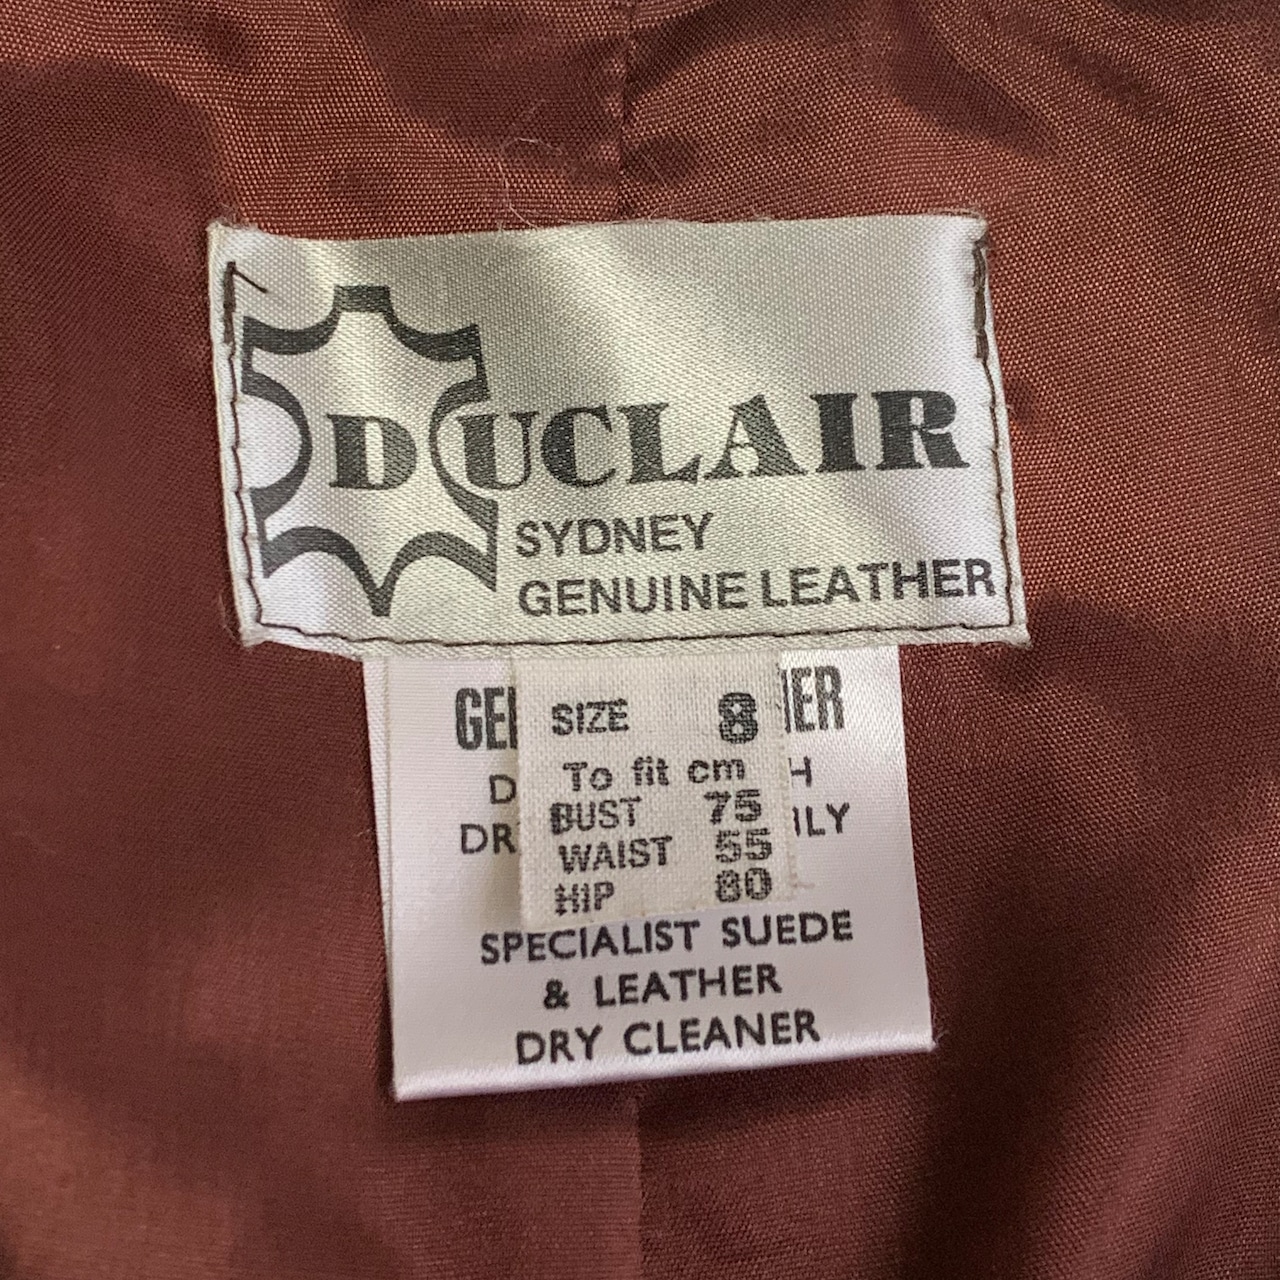 DUCLAIR
SYDNEY
GENUINE LEATHER
SIZE 8
To fit cm
BUST 75
WAIST 55
HIP 80
SPECIALIST SUEDE
& LEATHER
DRY CLEANER